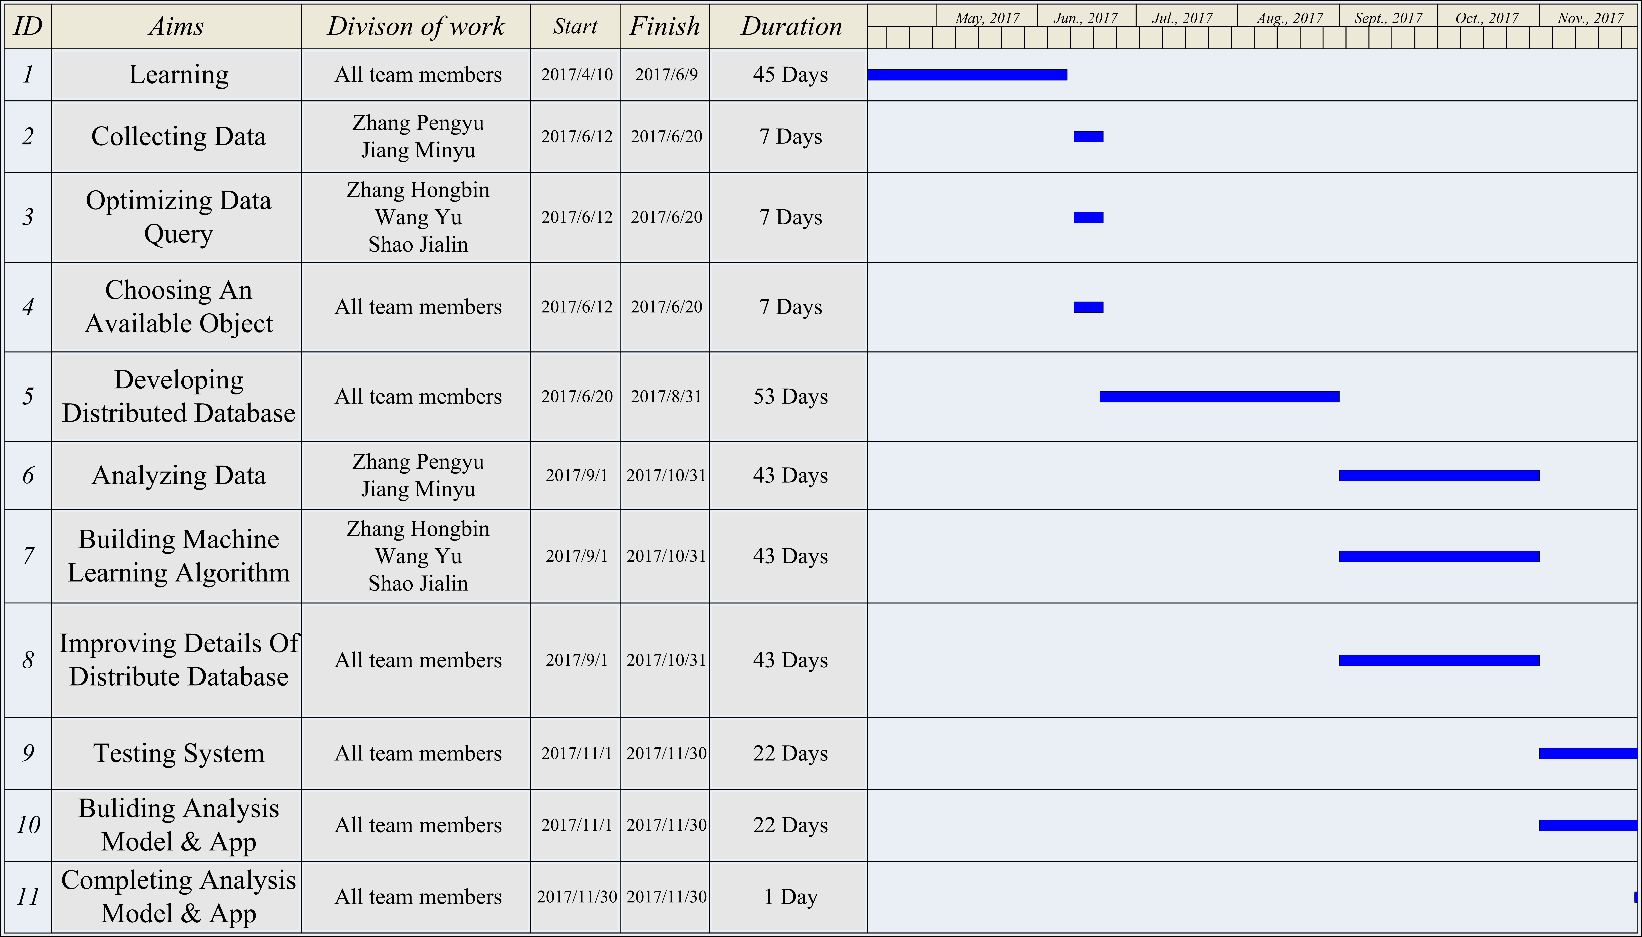 ID Aims Divison of work Start Finish Duration May, 2017 Jun., 2017 Jul., 2017 Aug., 2017 Sept., 2017 Oct., 2017 Nov., 2017
1 Learning All team members 2017/4/10 2017/6/9 45 Days
2 Collecting Data Zhang Pengyu
Jiang Minyu 2017/6/12 2017/6/20 7 Days
3 Optimizing Data
Query Zhang Hongbin
Wang Yu
Shao Jialin 2017/6/12 2017/6/20 7 Days
4 Choosing An
Available Object All team members 2017/6/12 2017/6/20 7 Days
5 Developing
Distributed Database All team members 2017/6/20 2017/8/31 53 Days
6 Analyzing Data Zhang Pengyu
Jiang Minyu 2017/9/1 2017/10/31 43 Days
7 Building Machine
Learning Algorithm Zhang Hongbin
Wang Yu
Shao Jialin 2017/9/1 2017/10/31 43 Days
8 Improving Details Of
Distribute Database All team members 2017/9/1 2017/10/31 43 Days
9 Testing System All team members 2017/11/1 2017/11/30 22 Days
10 Buliding Analysis
Model & App All team members 2017/11/1 2017/11/30 22 Days
11 Completing Analysis
Model & App All team members 2017/11/30 2017/11/30 1 Day